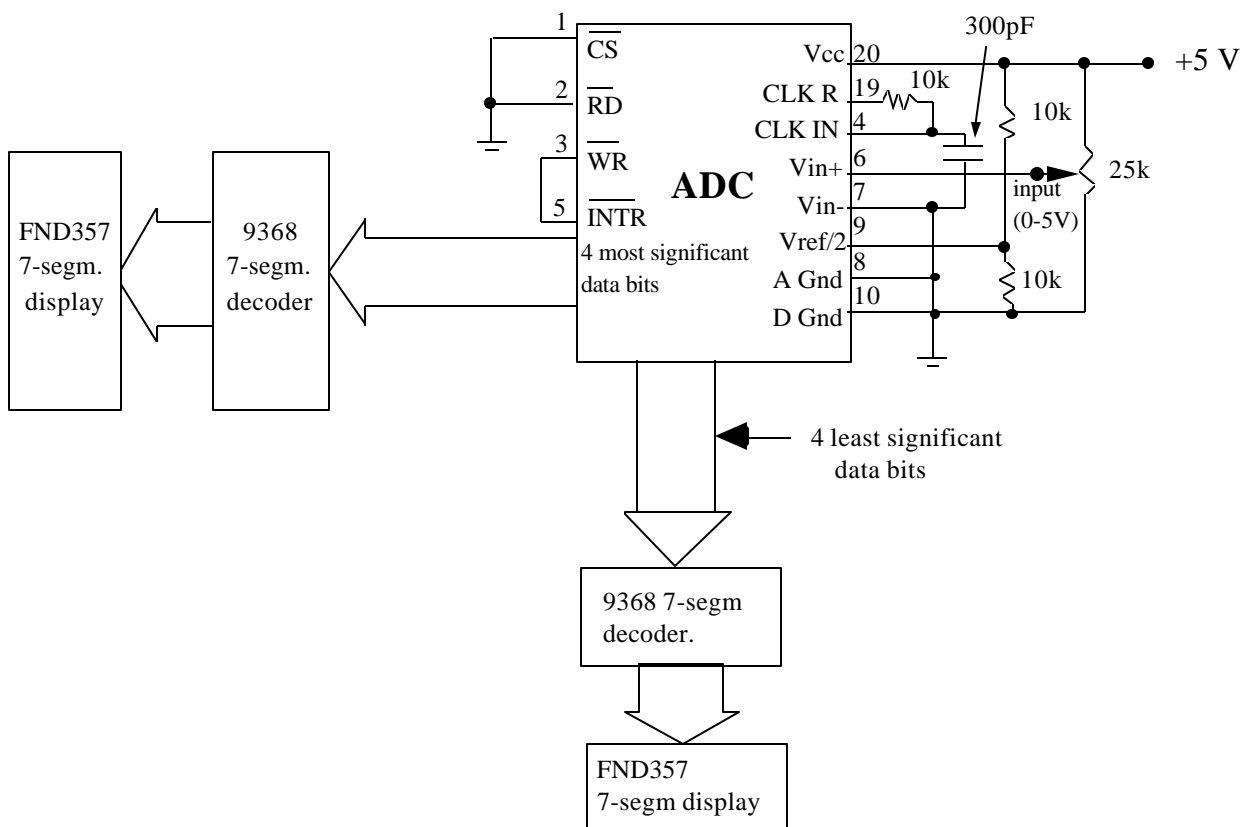 1
CS
2
RD
3
WR
5
INTR
4 most significant
data bits
ADC
Vcc
20
CLK R
19
CLK IN
4
Vin+
6
Vin-
7
Vref/2
9
A Gnd
8
D Gnd
10
300pF
10k
10k
+5 V
25k
input
(0-5V)
10k
FND357
7-segm.
display
9368
7-segm.
decoder
4 least significant
data bits
9368 7-segm
decoder.
FND357
7-segm display